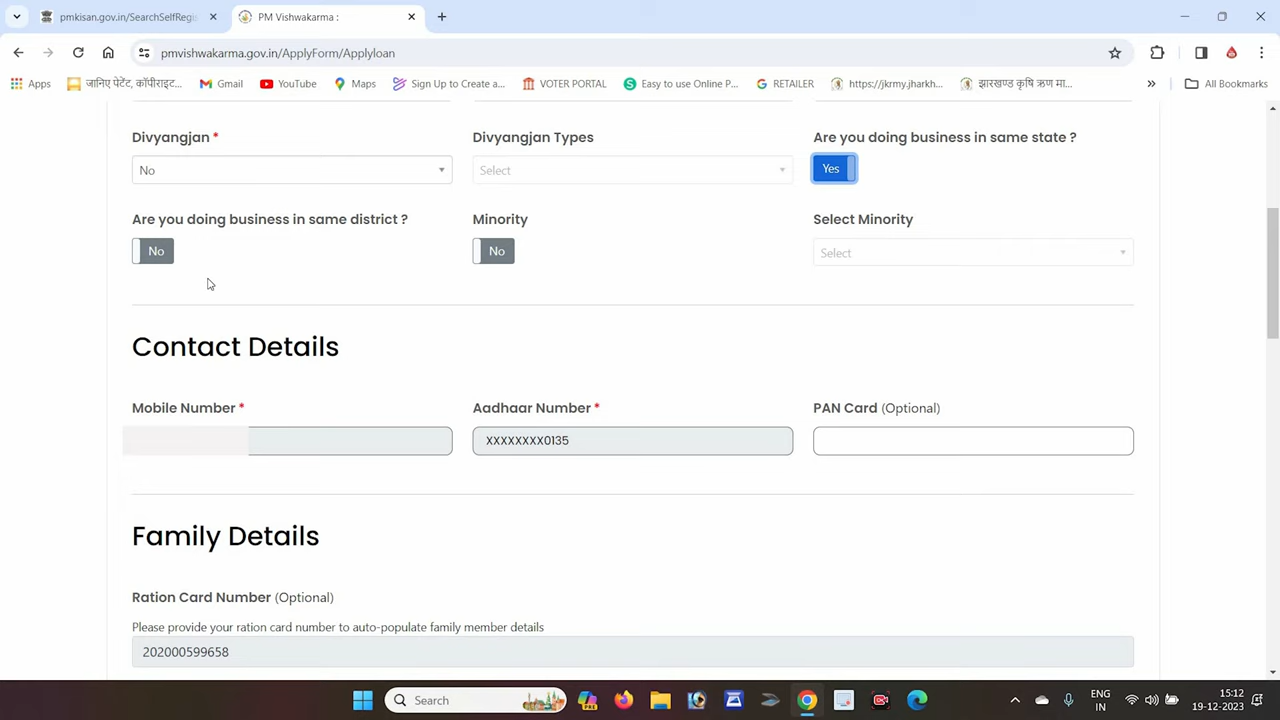 pmkisan.gov.in/SearchSelfRegi
PM Vishwakarma :
pmvishwakarma.gov.in/ApplyForm/Applyloan
Apps
जानिए पेटेंट, कॉपीराइट...
Gmail
YouTube
Maps
Sign Up to Create a...
VOTER PORTAL
Easy to use Online P...
RETAILER
https://jkrmy.jharkh...
झारखण्ड कृषि ऋण मा...
All Bookmarks
Divyangjan *
Divyangjan Types
Are you doing business in same state ?
No
Select
Yes
Are you doing business in same district ?
Minority
Select Minority
No
No
Select
Contact Details
Mobile Number *
Aadhaar Number *
PAN Card (Optional)
XXXXXXXX0135
Family Details
Ration Card Number (Optional)
Please provide your ration card number to auto-populate family member details
202000599658
Search
PRE
ENG
IN
15:12
19-12-2023